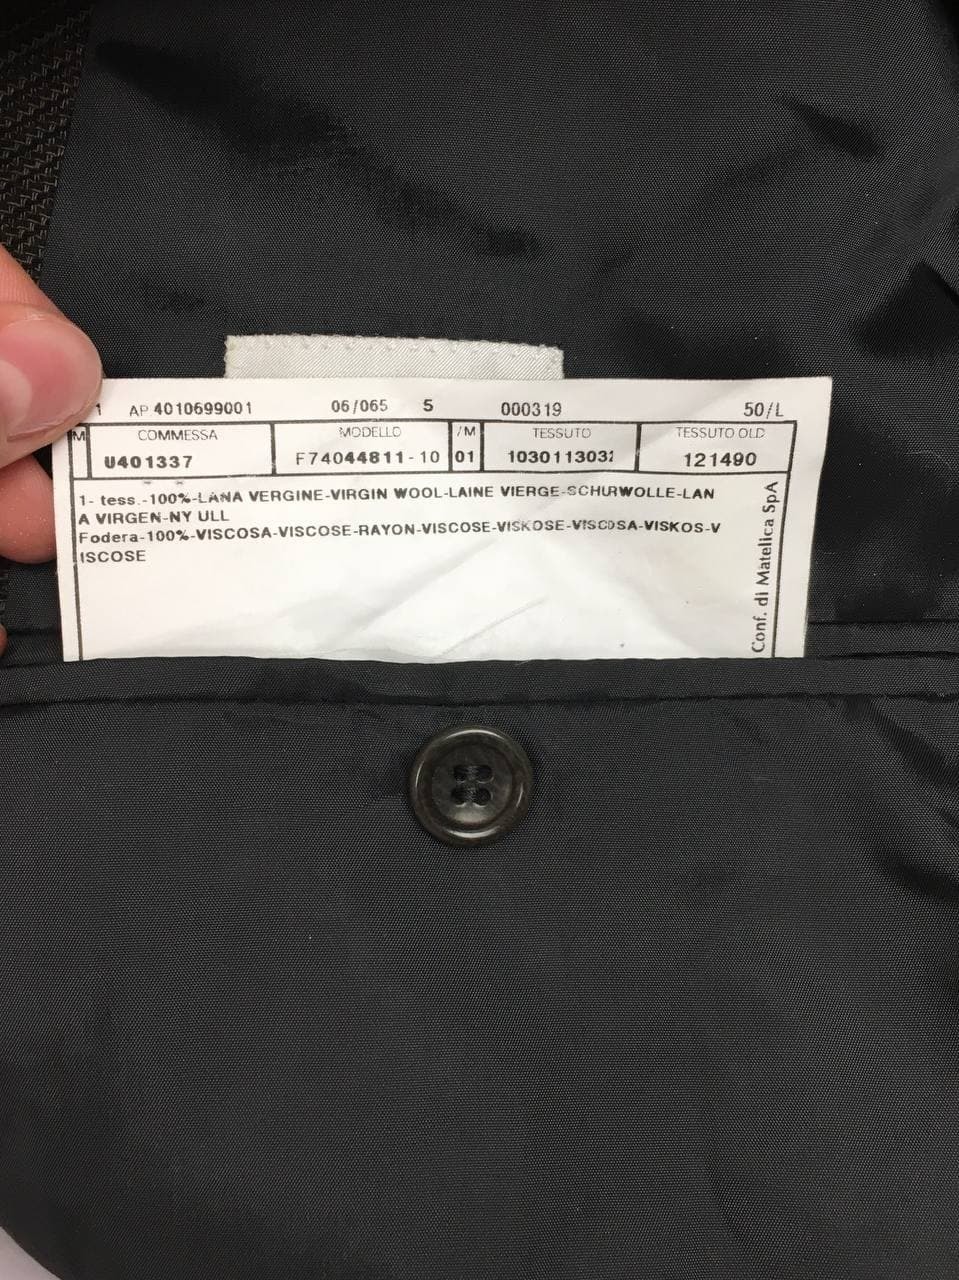 1 AP 4010699001 06/065 5 000319 50/L
M COMMESSA MODELLO /M TESSUTO TESSUTO OLD
U401337 F74044811-10 01 1030113032 121490
1- tess.-100%-LANA VERGINE-VIRGIN WOOL-LAINE VIERGE-SCHURWOLLE-LAN
A VIRGEN-NY ULL
Fodera-100%-VISCOSA-VISCOSE-RAYON-VISCOSE-VISKOSE-VISCOSA-VISKOS-V
ISCOSE
Conf. di Matelica SpA